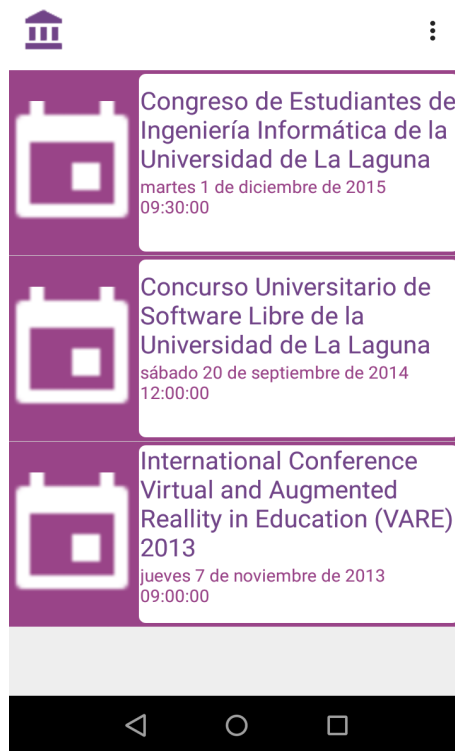 Congreso de Estudiantes de
Ingeniería Informática de la
Universidad de La Laguna
martes 1 de diciembre de 2015
09:30:00
Concurso Universitario de
Software Libre de la
Universidad de La Laguna
sábado 20 de septiembre de 2014
12:00:00
International Conference
Virtual and Augmented
Reallity in Education (VARE)
2013
jueves 7 de noviembre de 2013
09:00:00